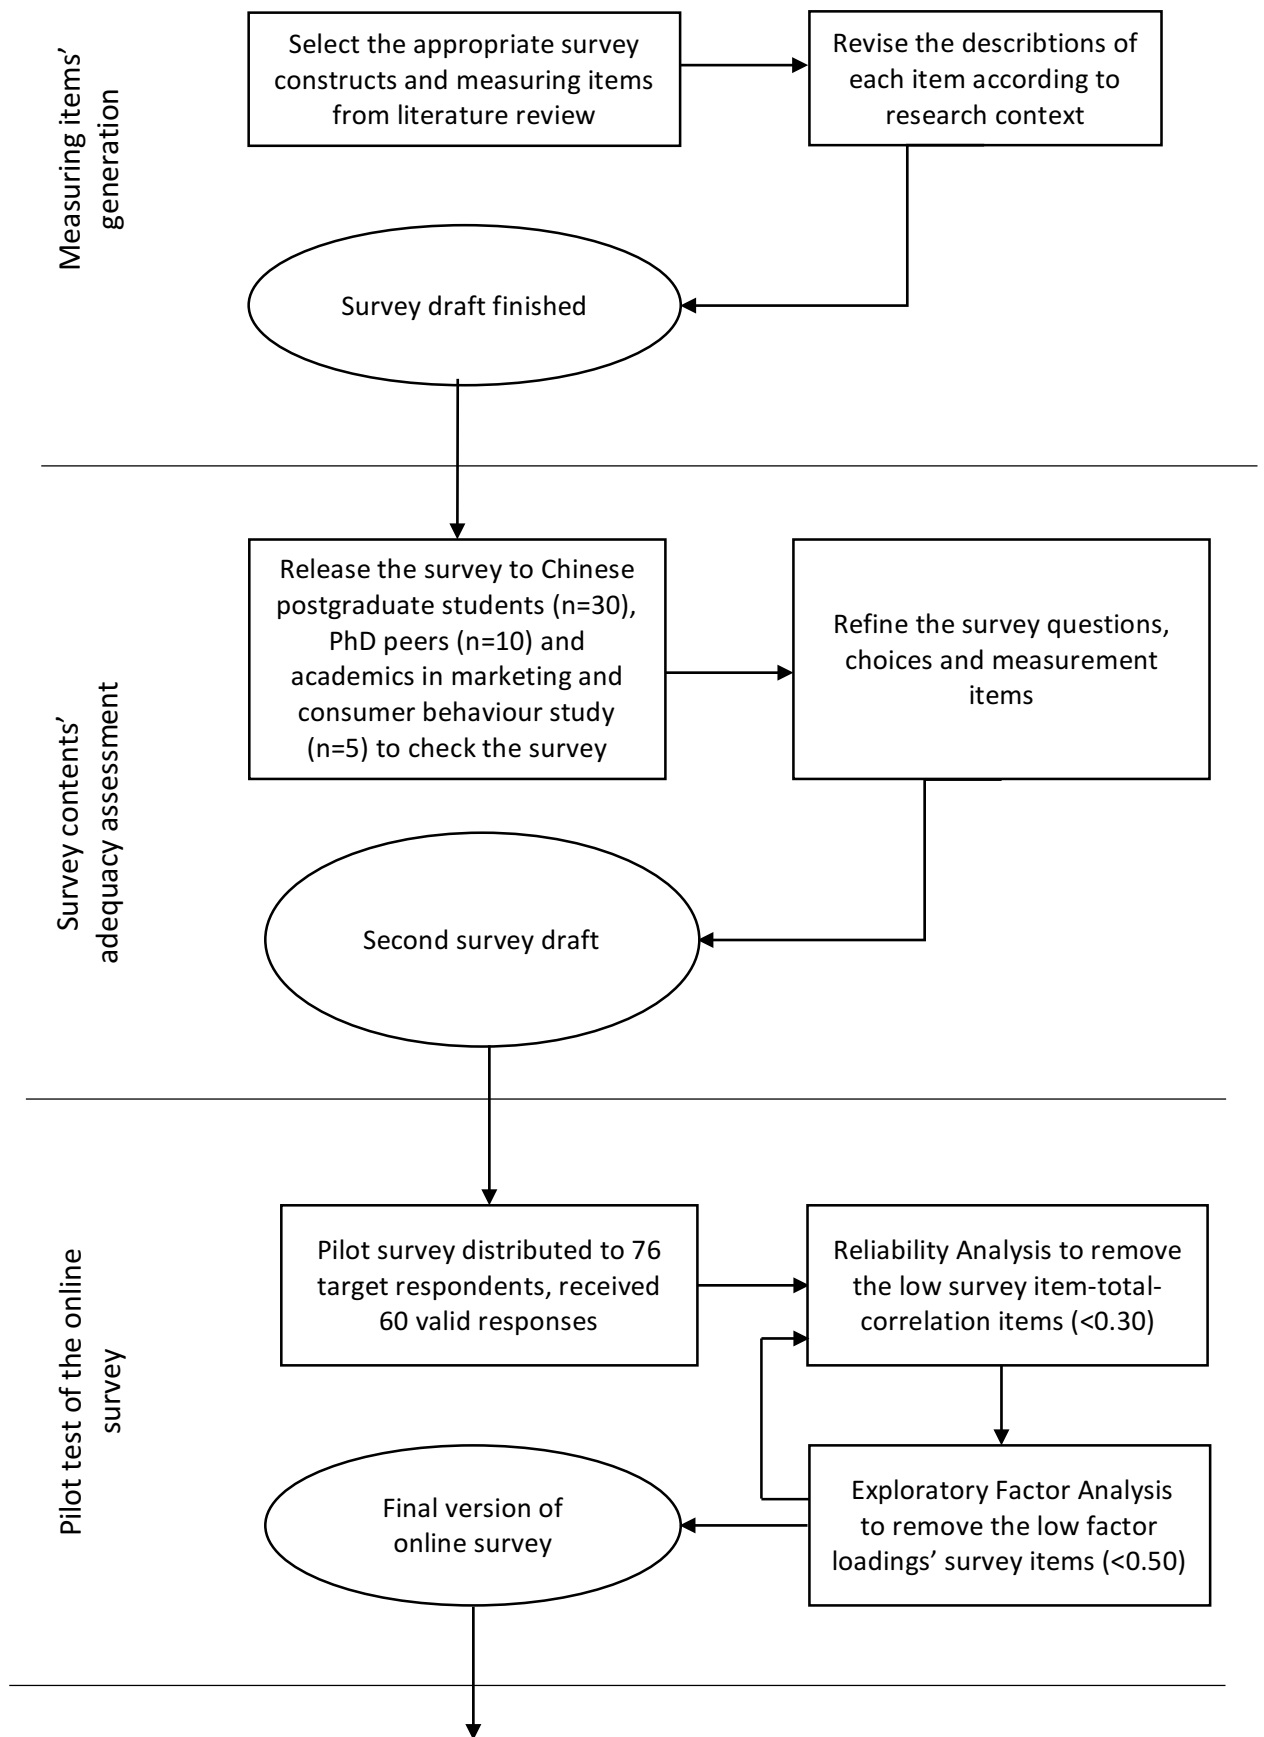 Measuring items’
generation
Select the appropriate survey
constructs and measuring items
from literature review
Revise the describtions of
each item according to
research context
Survey draft finished
Survey contents’
adequacy assessment
Release the survey to Chinese
postgraduate students (n=30),
PhD peers (n=10) and
academics in marketing and
consumer behaviour study
(n=5) to check the survey
Refine the survey questions,
choices and measurement
items
Second survey draft
Pilot test of the online
survey
Pilot survey distributed to 76
target respondents, received
60 valid responses
Reliability Analysis to remove
the low survey item-total-
correlation items (<0.30)
Exploratory Factor Analysis
to remove the low factor
loadings’ survey items (<0.50)
Final version of
online survey